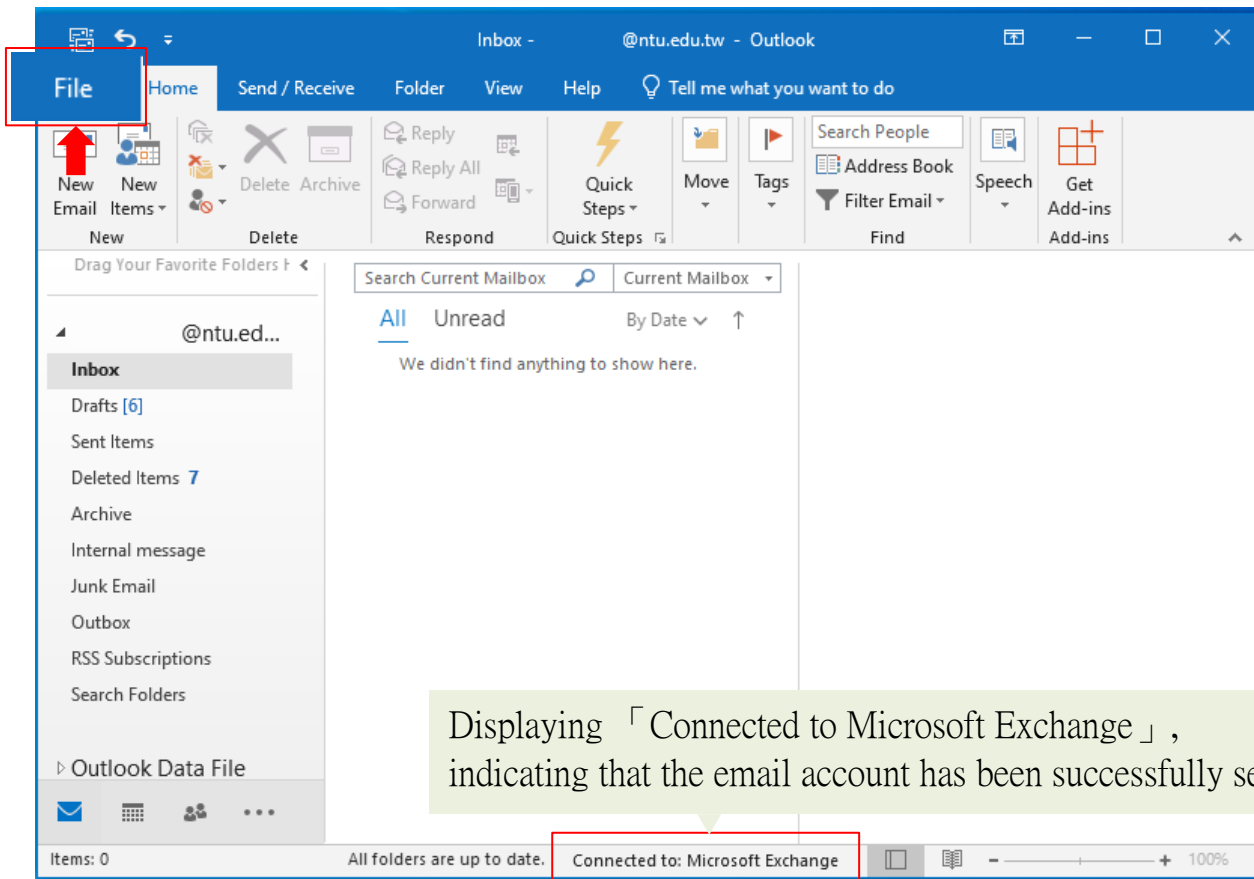 Inbox - @ntu.edu.tw - Outlook
File Home Send / Receive Folder View Help Tell me what you want to do
New Email
New Items
Delete Archive
Reply
Reply All
Forward
Quick Steps
Move
Tags
Search People
Address Book
Filter Email
Speech
Get Add-ins
New Delete Respond Quick Steps Find Add-ins
Drag Your Favorite Folders
Search Current Mailbox Current Mailbox
@ntu.ed...
All Unread By Date
Inbox
We didn't find anything to show here.
Drafts [6]
Sent Items
Deleted Items 7
Archive
Internal message
Junk Email
Outbox
RSS Subscriptions
Search Folders
Outlook Data File
Displaying 「Connected to Microsoft Exchange」,
indicating that the email account has been successfully
Items: 0 All folders are up to date. Connected to: Microsoft Exchange 100%